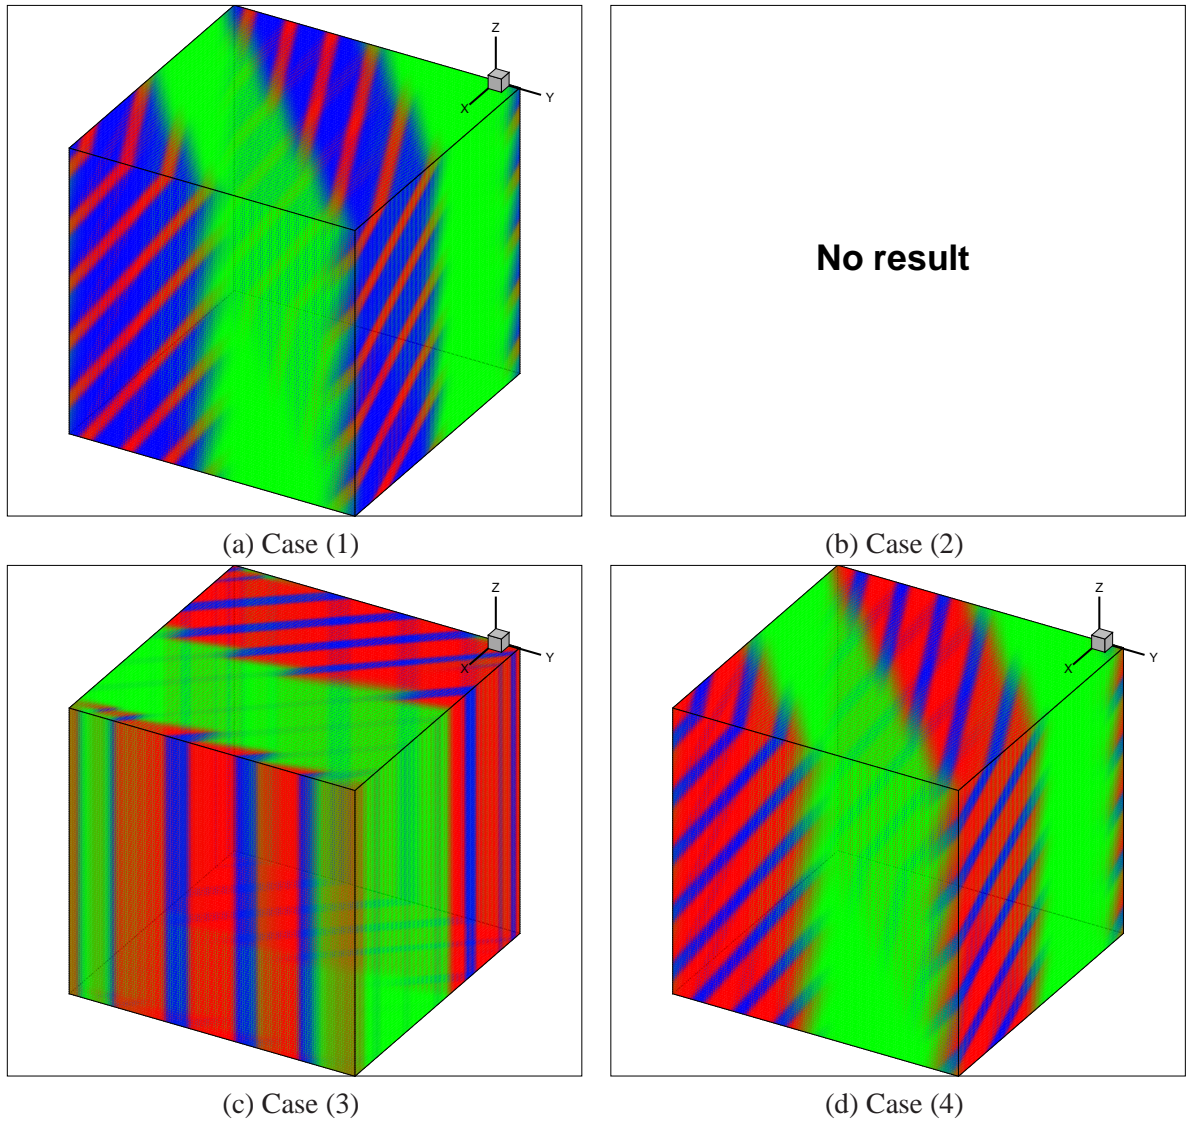 Z
X
Y
No result
(a) Case (1)
(b) Case (2)
Z
X
Y
Z
X
Y
(c) Case (3)
(d) Case (4)